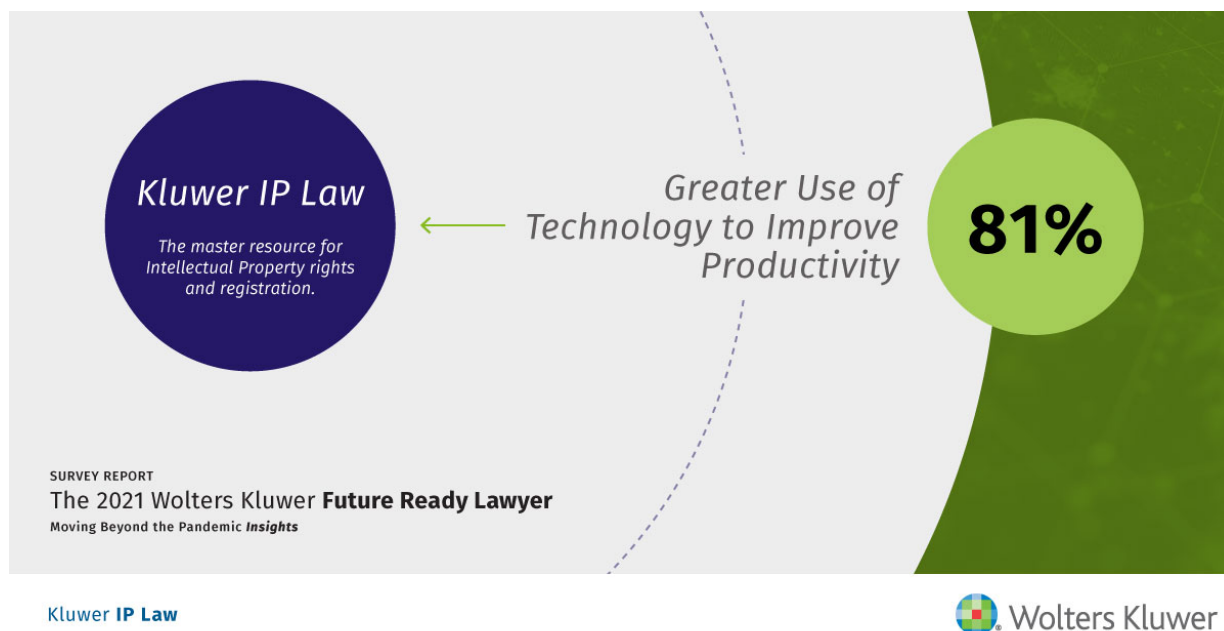 Kluwer IP Law
The master resource for
Intellectual Property rights
and registration.
Greater Use of
Technology to Improve
Productivity
81%
SURVEY REPORT
The 2021 Wolters Kluwer Future Ready Lawyer
Moving Beyond the Pandemic Insights
Kluwer IP Law
Wolters Kluwer